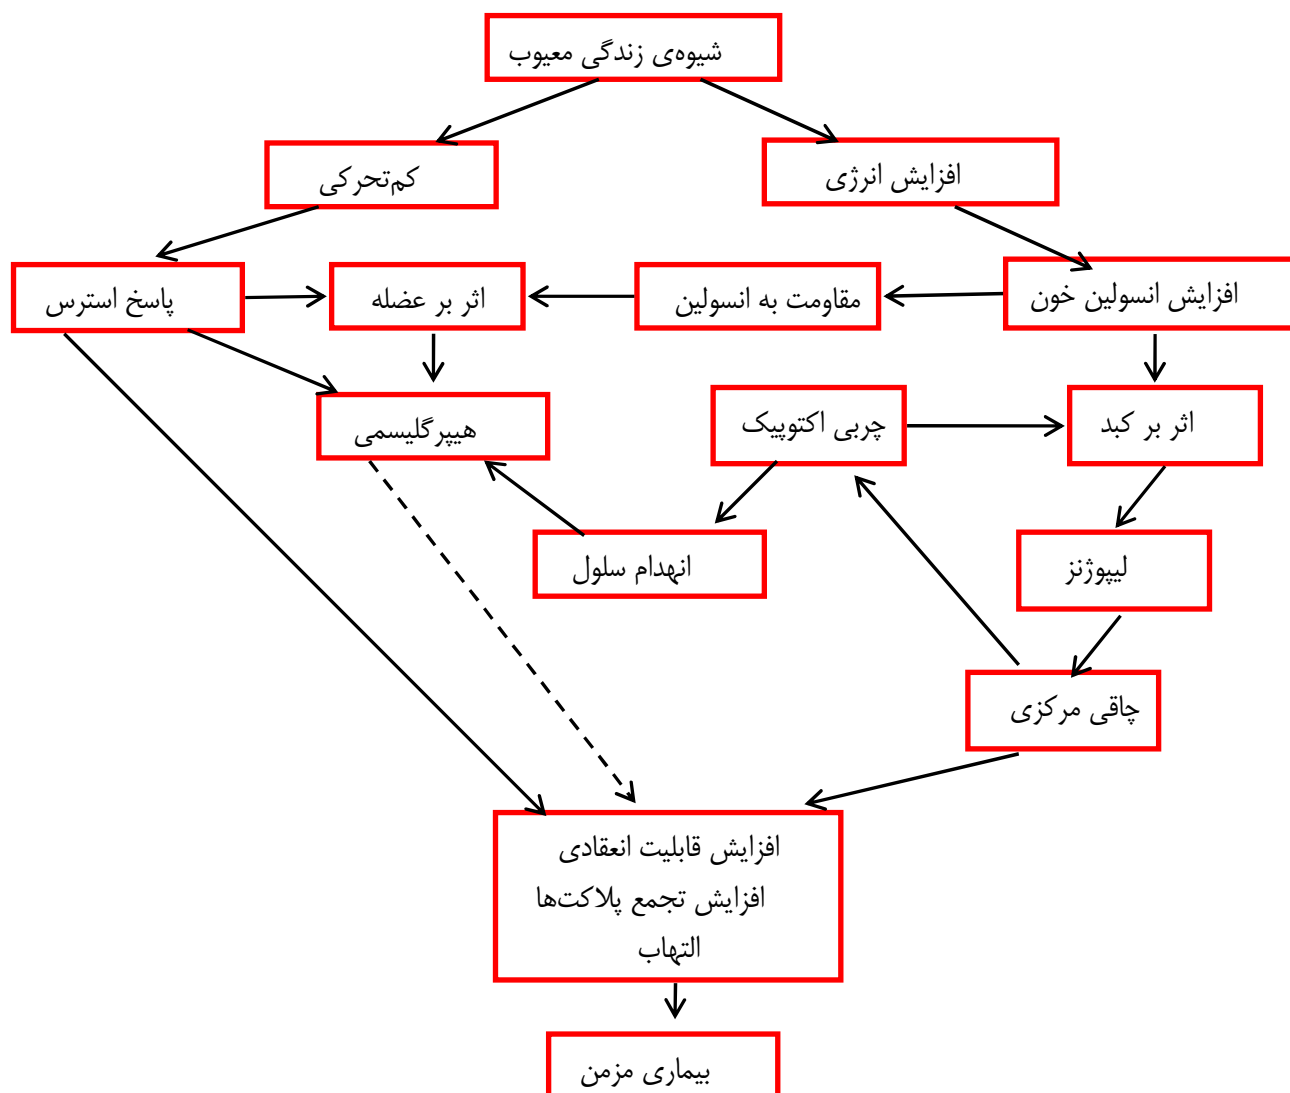 شیوه‌ی زندگی معیوب
افزایش انرژی
کم‌تحرکی
افزایش انسولین خون
مقاومت به انسولین
اثر بر عضله
پاسخ استرس
اثر بر کبد
چربی اکتوپیک
هیپرگلیسمی
لیپوژنز
انهدام سلول
چاقی مرکزی
افزایش قابلیت انعقادی
افزایش تجمع پلاکت‌ها
التهاب
بیماری مزمن